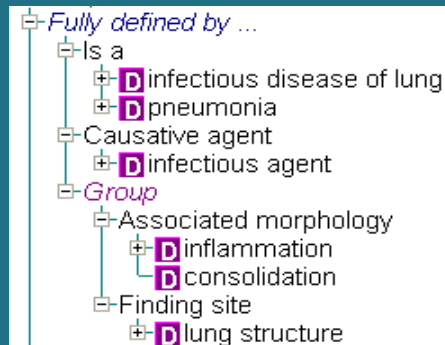 Fully defined by ...
Is a
D infectious disease of lung
D pneumonia
Causative agent
D infectious agent
Group
Associated morphology
D inflammation
D consolidation
Finding site
D lung structure